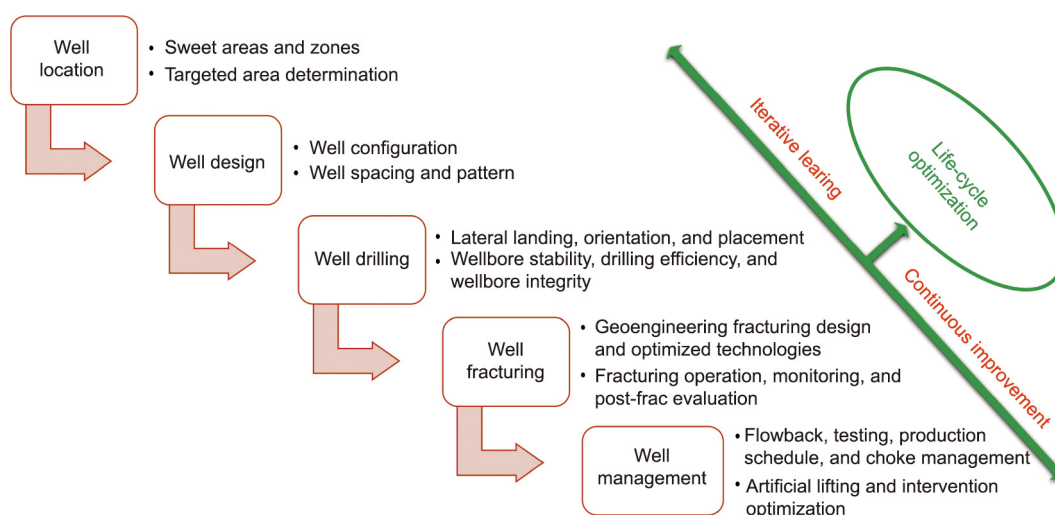 Well
location
• Sweet areas and zones
• Targeted area determination
Well design
• Well configuration
• Well spacing and pattern
Well drilling
• Lateral landing, orientation, and placement
• Wellbore stability, drilling efficiency, and
wellbore integrity
Well
fracturing
• Geoengineering fracturing design
and optimized technologies
• Fracturing operation, monitoring, and
post-frac evaluation
Well
management
• Flowback, testing, production
schedule, and choke management
• Artificial lifting and intervention
optimization
Iterative learing
Continuous improvement
Life-cycle
optimization